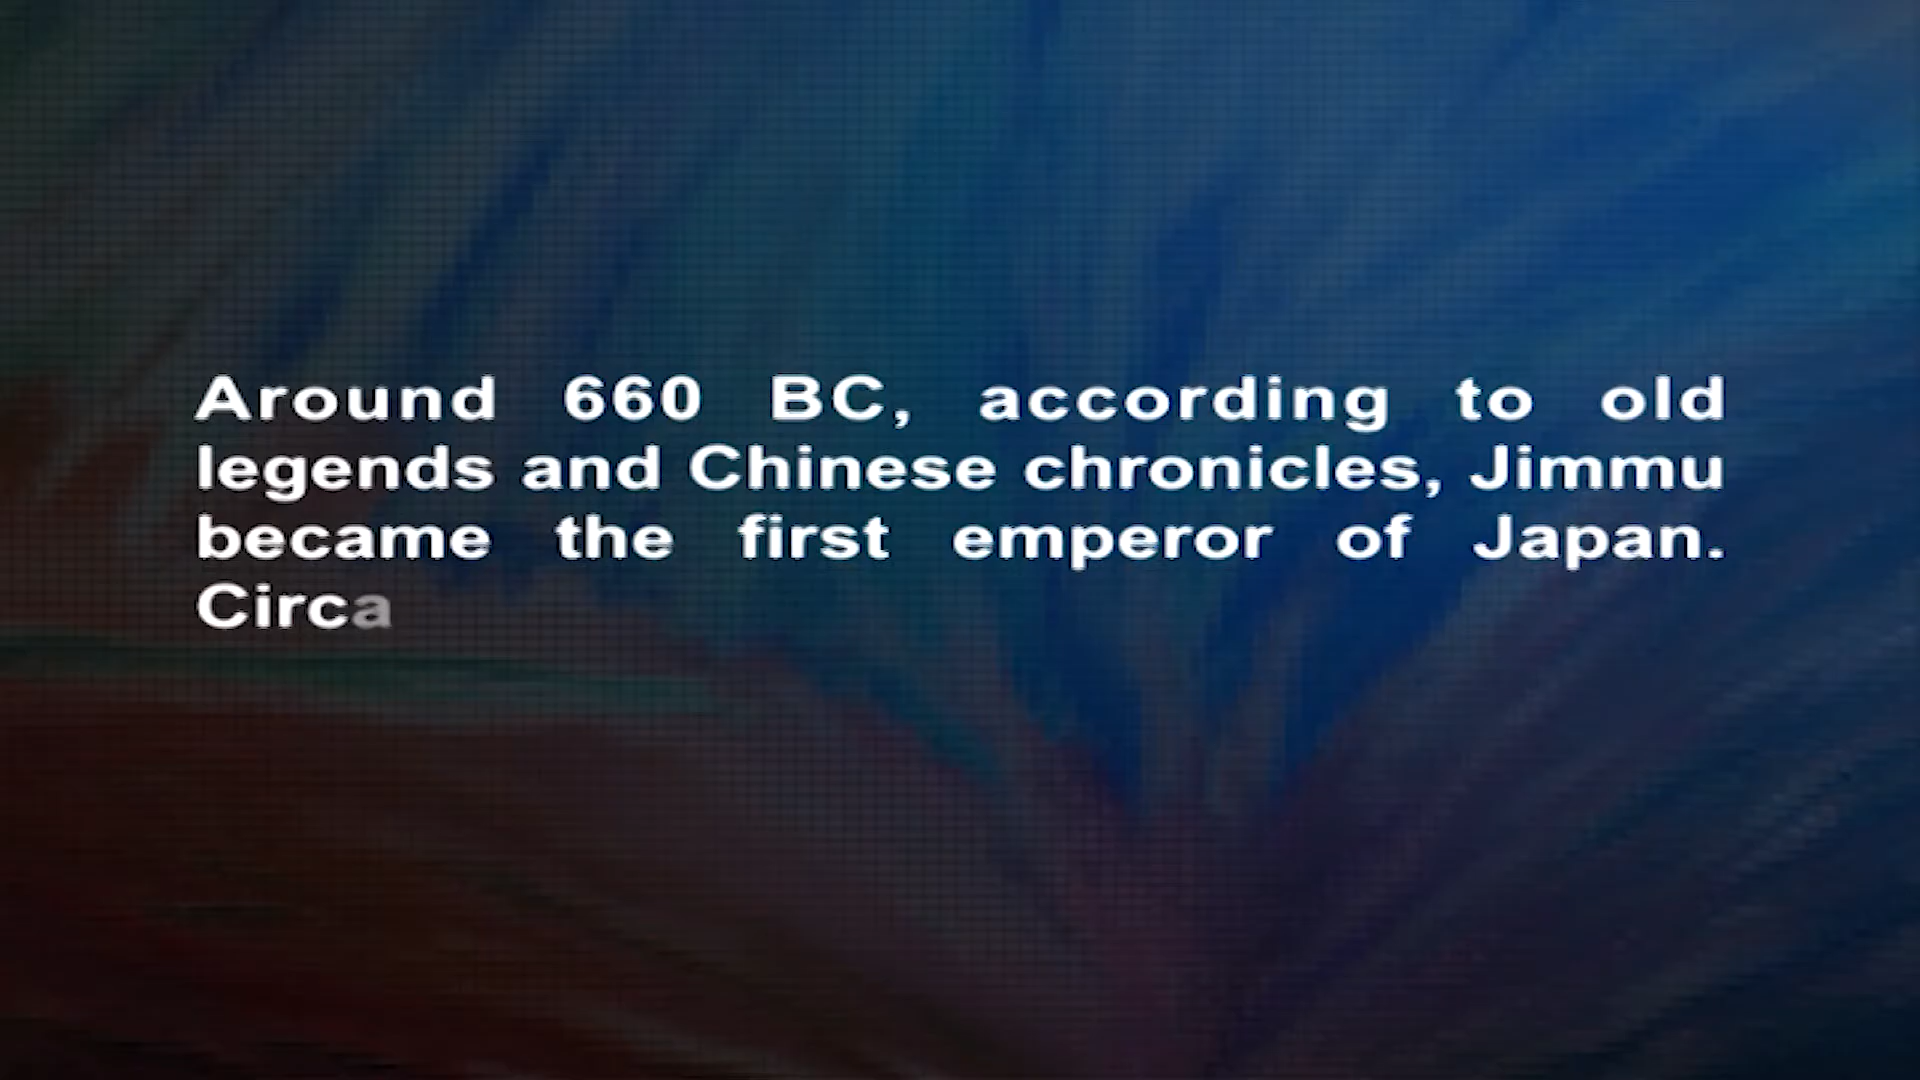 Around 660 BC, according to old
legends and Chinese chronicles, Jimmu
became the first emperor of Japan.
Circa